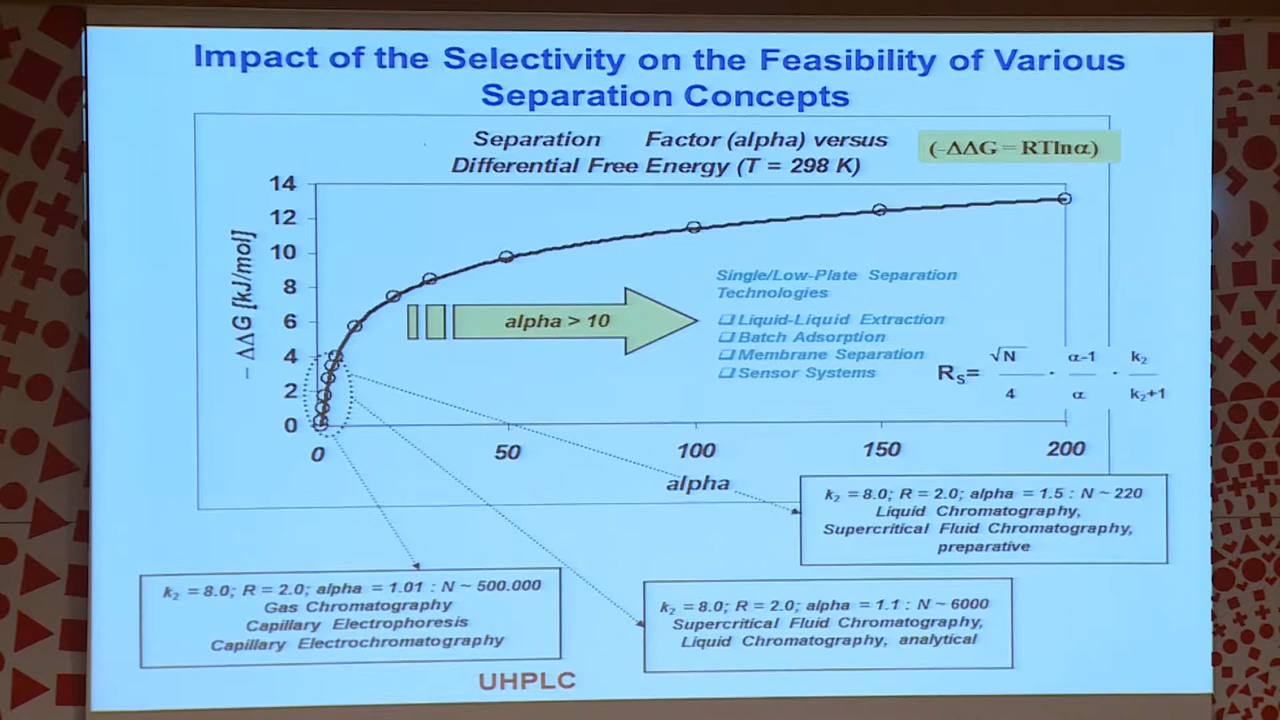 Impact of the Selectivity on the Feasibility of Various
Separation Concepts
Separation Factor (alpha) versus
Differential Free Energy (T = 298 K)
(-ΔΔG = RTlnα)
14
12
10
8
6
4
2
0
– ΔΔG [kJ/mol]
0 50 100 150 200
alpha
alpha > 10
Single/Low-Plate Separation
Technologies
❑ Liquid-Liquid Extraction
❑ Batch Adsorption
❑ Membrane Separation
❑ Sensor Systems
Rs= √N/4 · α-1/α · k2/k2+1
k2 = 8.0; R = 2.0; alpha = 1.5 : N ~ 220
Liquid Chromatography,
Supercritical Fluid Chromatography,
preparative
k2 = 8.0; R = 2.0; alpha = 1.01 : N ~ 500.000
Gas Chromatography
Capillary Electrophoresis
Capillary Electrochromatography
k2 = 8.0; R = 2.0; alpha = 1.1 : N ~ 6000
Supercritical Fluid Chromatography,
Liquid Chromatography, analytical
UHPLC